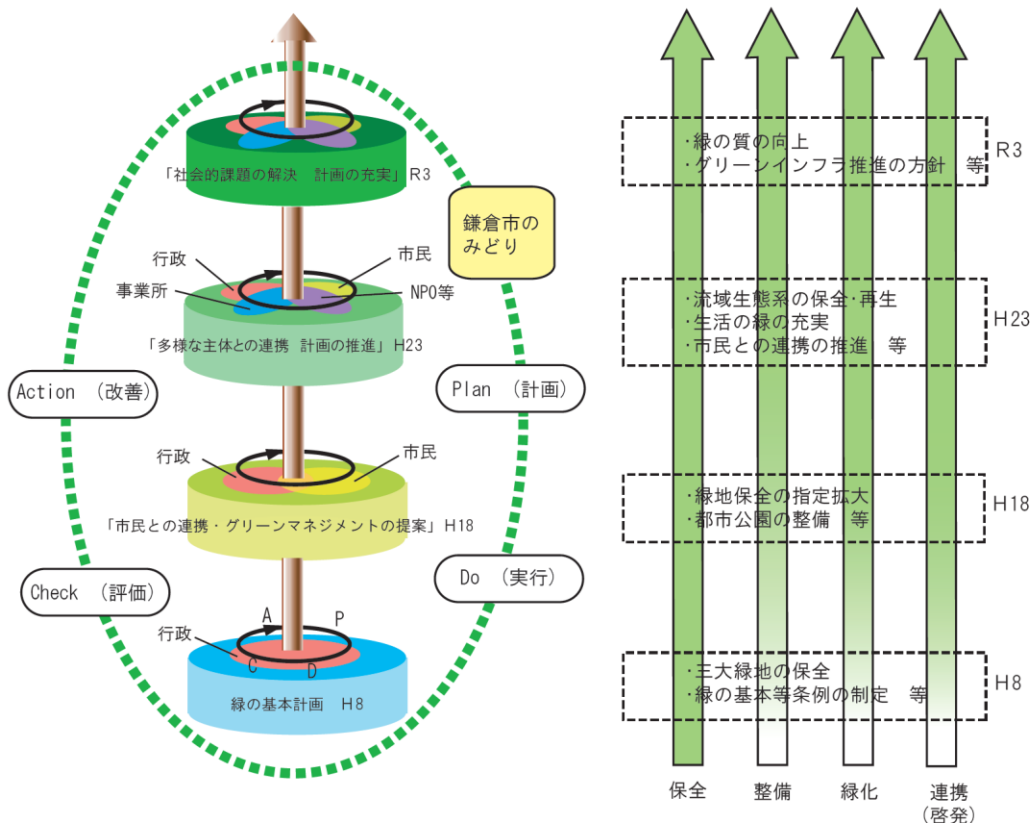 「社会的課題の解決　計画の充実」R3
鎌倉市の
みどり
行政
市民
事業所
NPO等
「多様な主体との連携　計画の推進」H23
Action　(改善)
Plan　(計画)
行政
市民
「市民との連携・グリーンマネジメントの提案」H18
Check　(評価)
Do　(実行)
行政
A
P
C
D
緑の基本計画　H8
・緑の質の向上
・グリーンインフラ推進の方針　等
R3
・流域生態系の保全・再生
・生活の緑の充実
・市民との連携の推進　等
H23
・緑地保全の指定拡大
・都市公園の整備　等
H18
・三大緑地の保全
・緑の基本等条例の制定　等
H8
保全
整備
緑化
連携
(啓発)